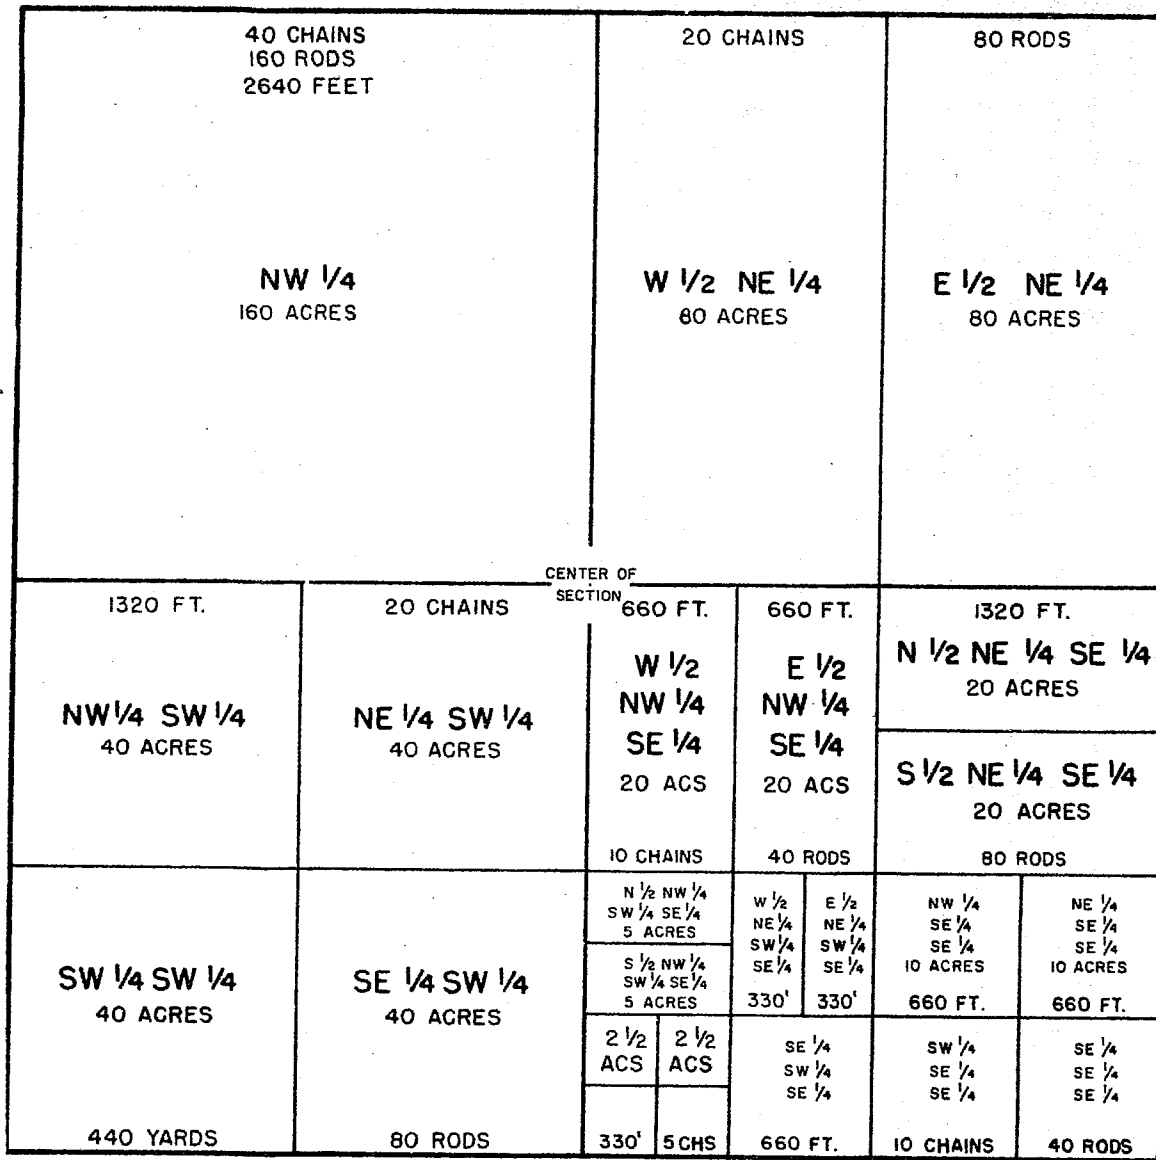 40 CHAINS
160 RODS
2640 FEET
NW 1/4
160 ACRES
20 CHAINS
W 1/2 NE 1/4
80 ACRES
80 RODS
E 1/2 NE 1/4
80 ACRES
CENTER OF
SECTION
1320 FT.
NW 1/4 SW 1/4
40 ACRES
20 CHAINS
NE 1/4 SW 1/4
40 ACRES
660 FT.
W 1/2
NW 1/4
SE 1/4
20 ACS
10 CHAINS
660 FT.
E 1/2
NW 1/4
SE 1/4
20 ACS
40 RODS
1320 FT.
N 1/2 NE 1/4 SE 1/4
20 ACRES
S 1/2 NE 1/4 SE 1/4
20 ACRES
80 RODS
SW 1/4 SW 1/4
40 ACRES
440 YARDS
SE 1/4 SW 1/4
40 ACRES
80 RODS
N 1/2 NW 1/4
SW 1/4 SE 1/4
5 ACRES
S 1/2 NW 1/4
SW 1/4 SE 1/4
5 ACRES
W 1/2
NE 1/4
SW 1/4
SE 1/4
330'
E 1/2
NE 1/4
SW 1/4
SE 1/4
330'
NW 1/4
SE 1/4
SE 1/4
10 ACRES
660 FT.
NE 1/4
SE 1/4
SE 1/4
10 ACRES
660 FT.
2 1/2
ACS
2 1/2
ACS
330'
5 CHS
SE 1/4
SW 1/4
SE 1/4
660 FT.
SW 1/4
SE 1/4
SE 1/4
10 CHAINS
SE 1/4
SE 1/4
SE 1/4
40 RODS